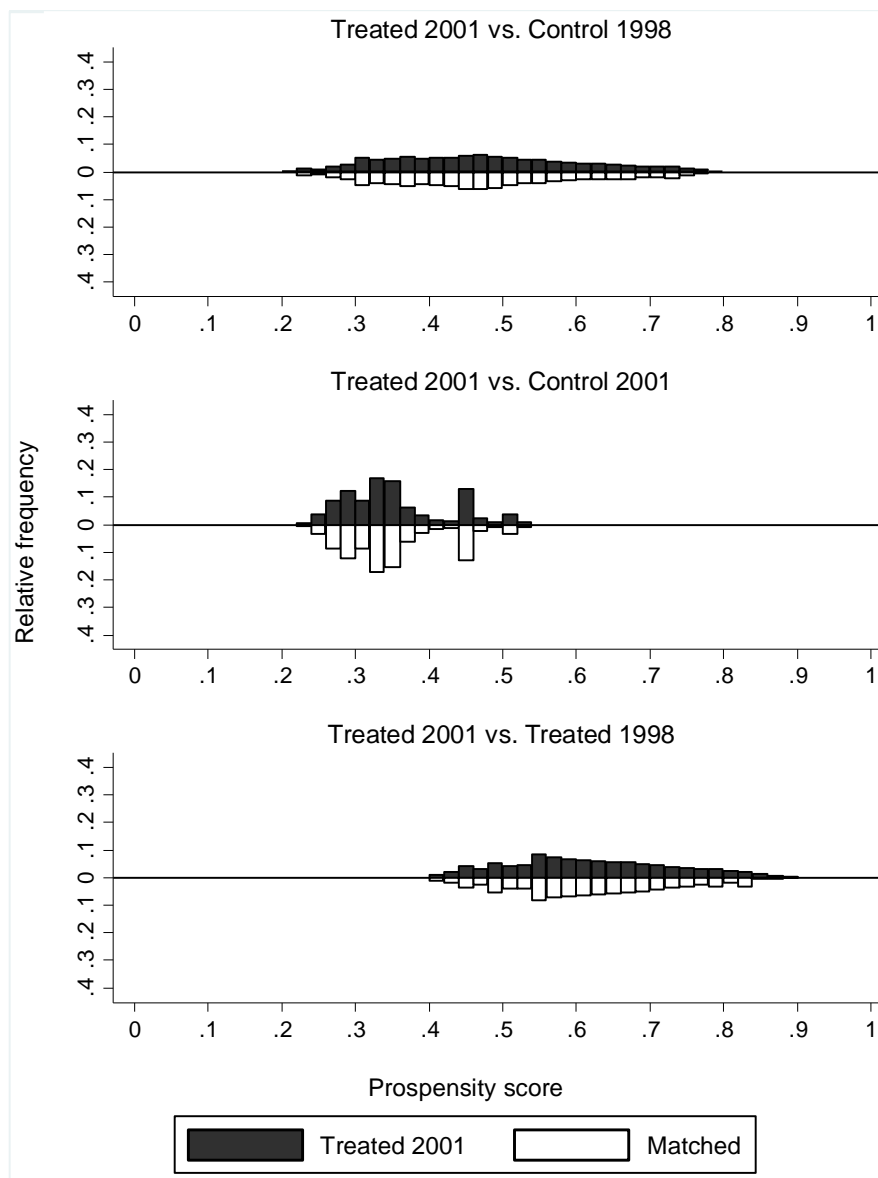 Treated 2001 vs. Control 1998
.4 .3 .2 .1 0 .1 .2 .3 .4
0 .1 .2 .3 .4 .5 .6 .7 .8 .9 1
Treated 2001 vs. Control 2001
.4 .3 .2 .1 0 .1 .2 .3 .4
0 .1 .2 .3 .4 .5 .6 .7 .8 .9 1
Relative frequency
Treated 2001 vs. Treated 1998
.4 .3 .2 .1 0 .1 .2 .3 .4
0 .1 .2 .3 .4 .5 .6 .7 .8 .9 1
Prospensity score
Treated 2001 Matched